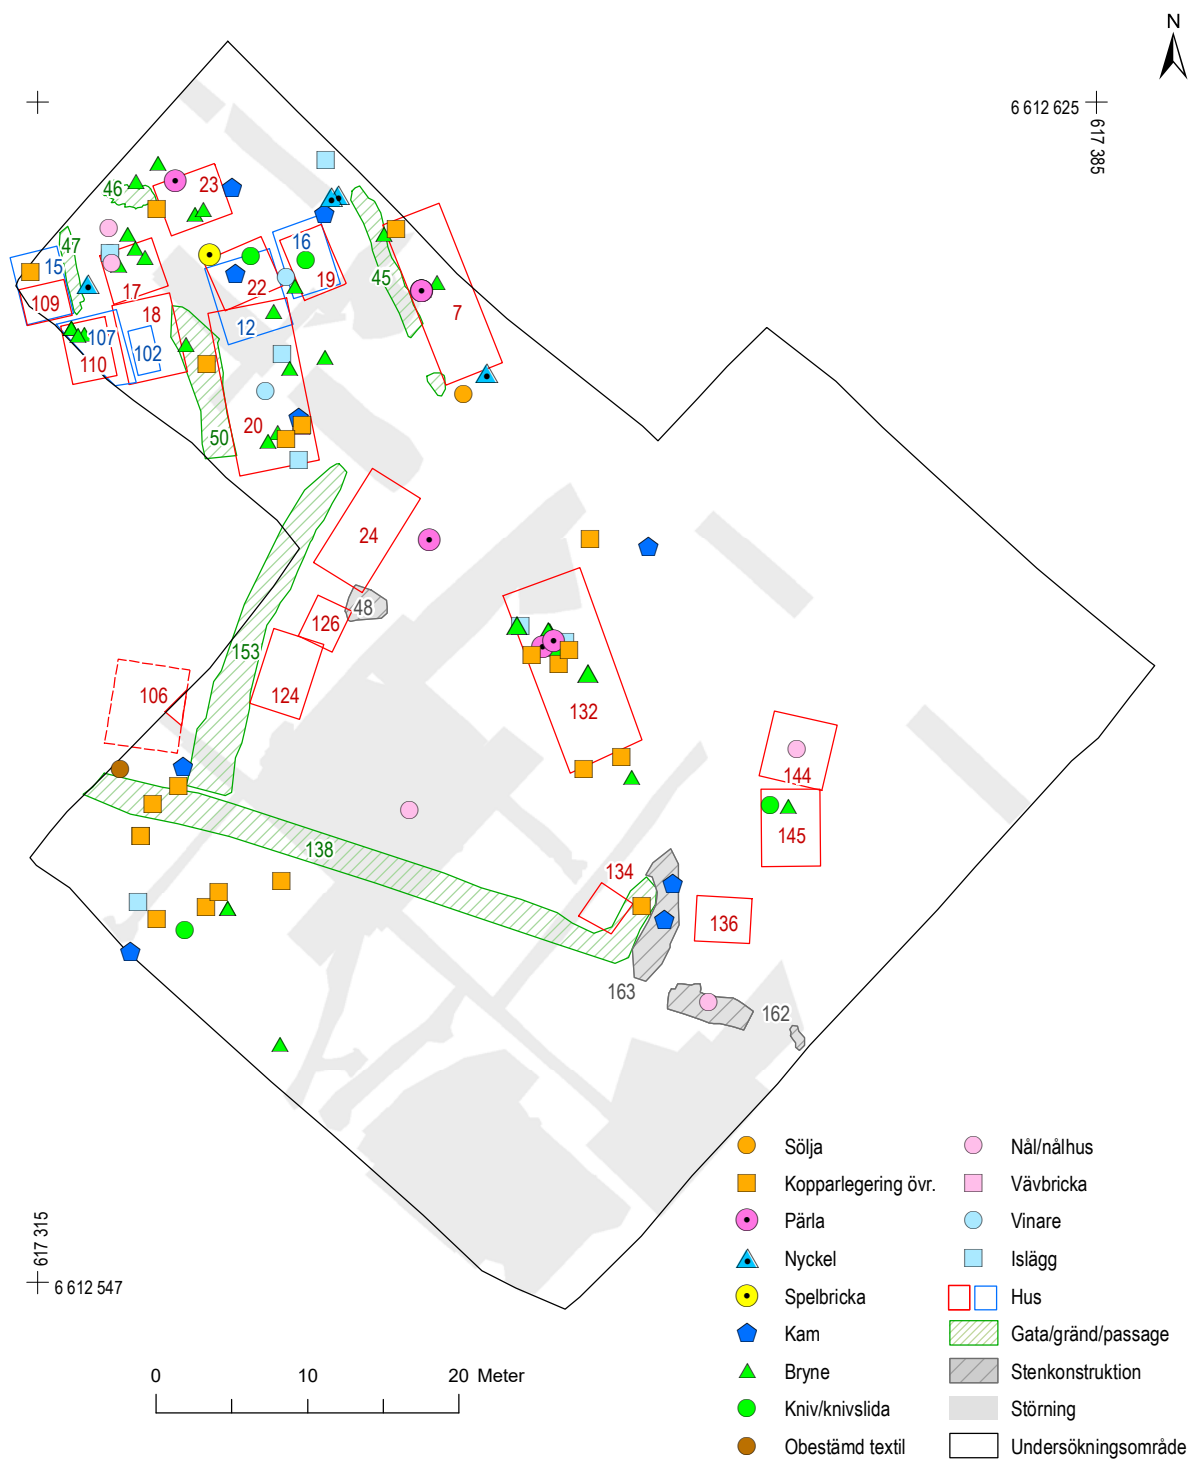 N
6 612 625
617 385
46
23
47
15
16
45
22
19
109
17
18
7
12
107
102
110
20
50
24
48
126
153
106
124
132
144
145
138
134
136
163
162
617 315
6 612 547
0 10 20 Meter
Sölja
Kopparlegering övr.
Pärla
Nyckel
Spelbricka
Kam
Bryne
Kniv/knivslida
Obestämd textil
Nål/nålhus
Vävbricka
Vinare
Islägg
Hus
Gata/gränd/passage
Stenkonstruktion
Störning
Undersökningsområde